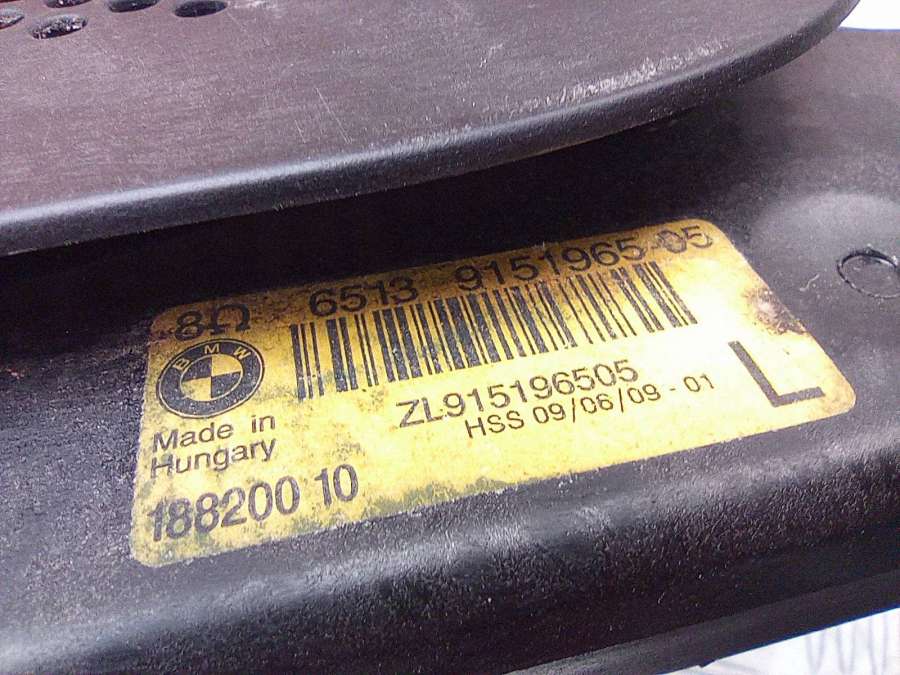 8Ω 6513 9151965 05
BMW
ZL915196505
HSS 09/06/09-01
L
Made in
Hungary
188200 10